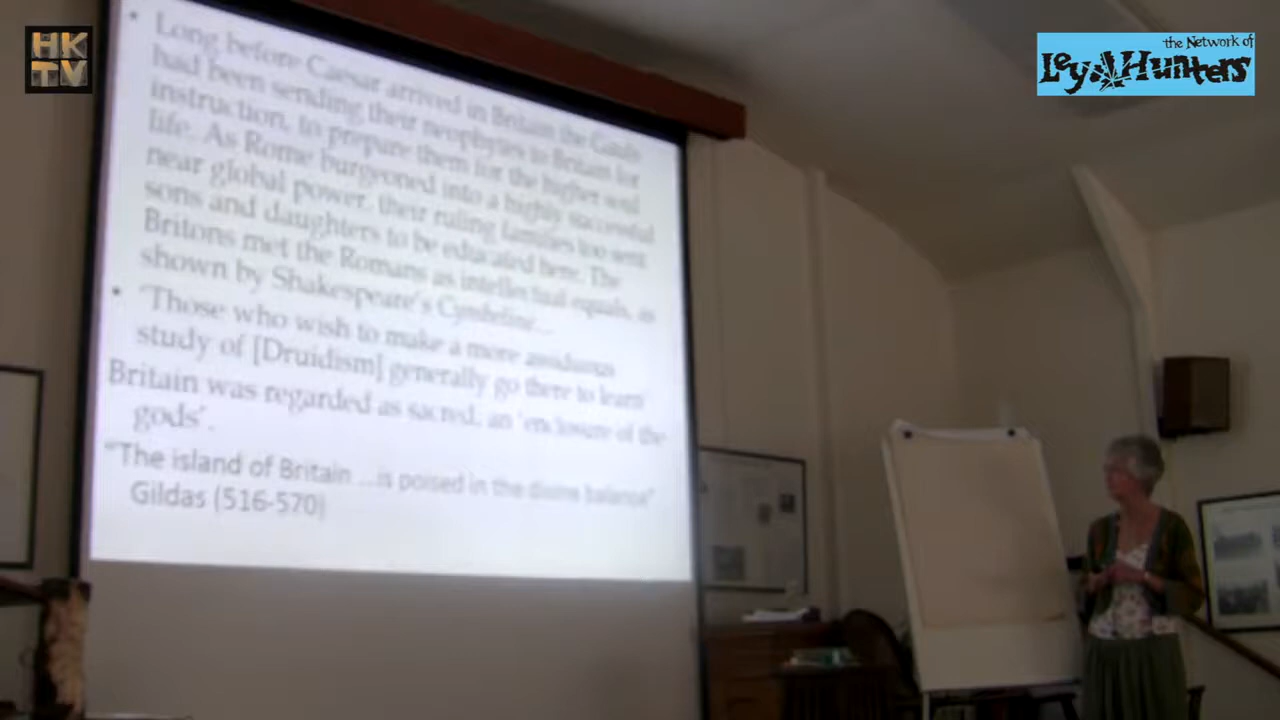 HK
TV
the Network of
Ley Hunters
• Long before Caesar arrived in Britain the Gauls
had been sending their neophytes to Britain for
instruction, to prepare them for the higher soul
life. As Rome burgeoned into a highly successful
near global power, their ruling families too sent
sons and daughters to be educated here. The
Britons met the Romans as intellectual equals, as
shown by Shakespeare's Cymbeline...
• 'Those who wish to make a more assiduous
study of [Druidism] generally go there to learn'
Britain was regarded as sacred, an 'enclosure of the
gods'.
"The island of Britain ...is poised in the divine balance"
Gildas (516-570)